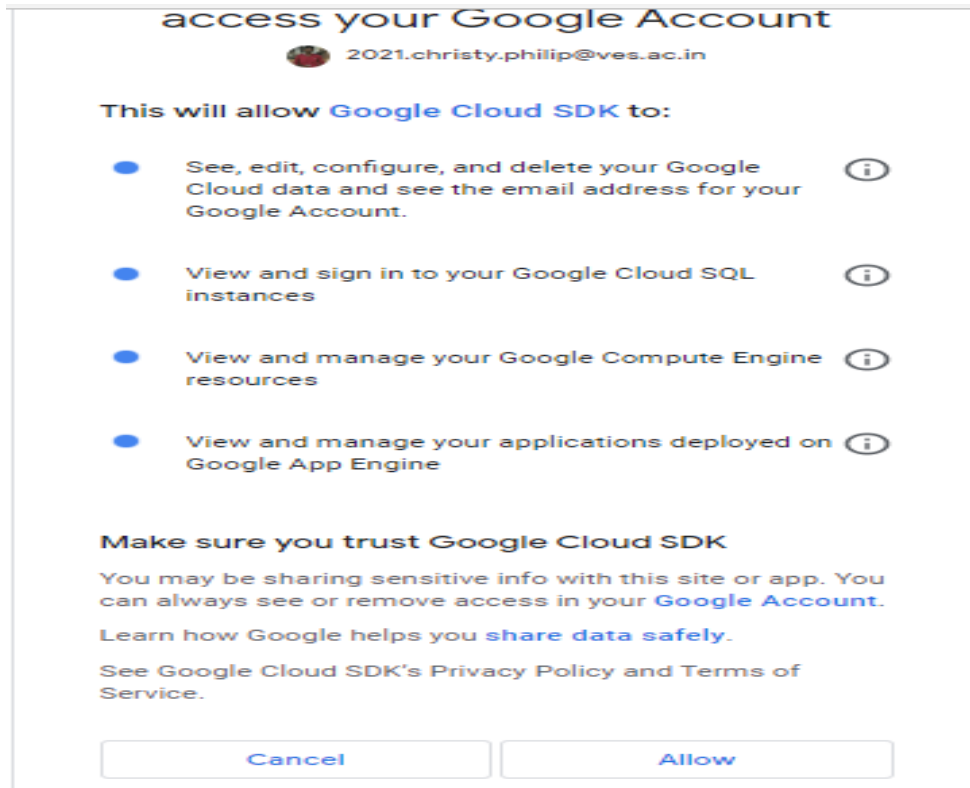 access your Google Account
2021.christy.philip@ves.ac.in
This will allow Google Cloud SDK to:
See, edit, configure, and delete your Google
Cloud data and see the email address for your
Google Account.
View and sign in to your Google Cloud SQL
instances
View and manage your Google Compute Engine
resources
View and manage your applications deployed on
Google App Engine
Make sure you trust Google Cloud SDK
You may be sharing sensitive info with this site or app. You
can always see or remove access in your Google Account.
Learn how Google helps you share data safely.
See Google Cloud SDK's Privacy Policy and Terms of
Service.
Cancel Allow